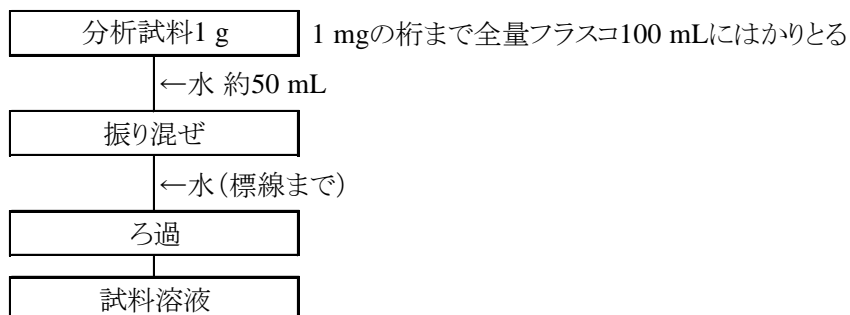 分析試料1 g 1 mgの桁まで全量フラスコ100 mLにはかりとる
←水 約50 mL
振り混ぜ
←水（標線まで）
ろ過
試料溶液